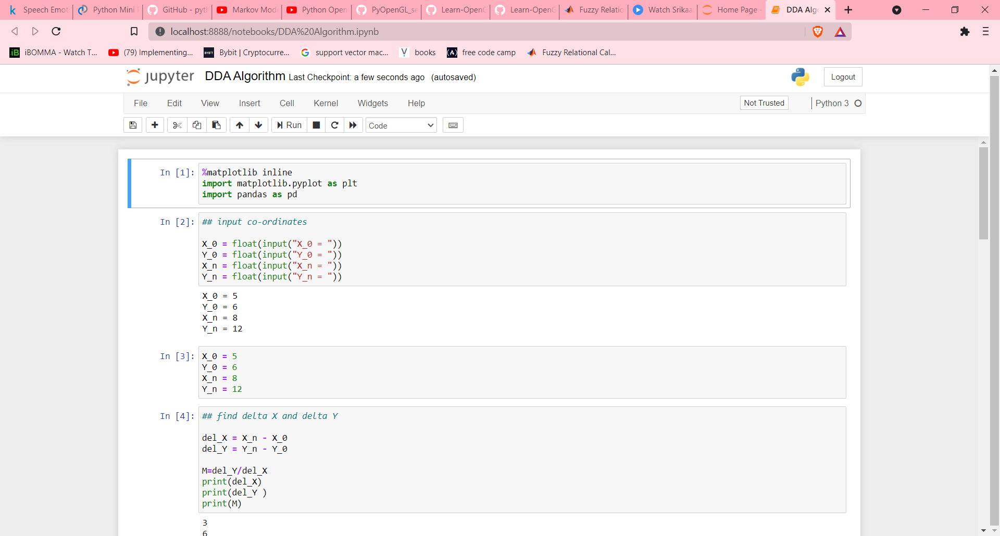 Speech Emot
Python Mini
GitHub - pyth
Markov Mod
Python Open
PyOpenGL_se
Learn-OpenG
Learn-OpenG
Fuzzy Relatio
Watch Srikaa
Home Page -
DDA Algo
localhost:8888/notebooks/DDA%20Algorithm.ipynb
iB iBOMMA - Watch T...
(79) Implementing...
Bybit | Cryptocurre...
support vector mac...
books
free code camp
Fuzzy Relational Cal...
jupyter DDA Algorithm Last Checkpoint: a few seconds ago (autosaved)
Logout
File Edit View Insert Cell Kernel Widgets Help
Not Trusted
Python 3
Run
Code
In [1]: %matplotlib inline
import matplotlib.pyplot as plt
import pandas as pd
In [2]: ## input co-ordinates
X_0 = float(input("X_0 = "))
Y_0 = float(input("Y_0 = "))
X_n = float(input("X_n = "))
Y_n = float(input("Y_n = "))
X_0 = 5
Y_0 = 6
X_n = 8
Y_n = 12
In [3]: X_0 = 5
Y_0 = 6
X_n = 8
Y_n = 12
In [4]: ## find delta X and delta Y
del_X = X_n - X_0
del_Y = Y_n - Y_0
M=del_Y/del_X
print(del_X)
print(del_Y )
print(M)
3
6